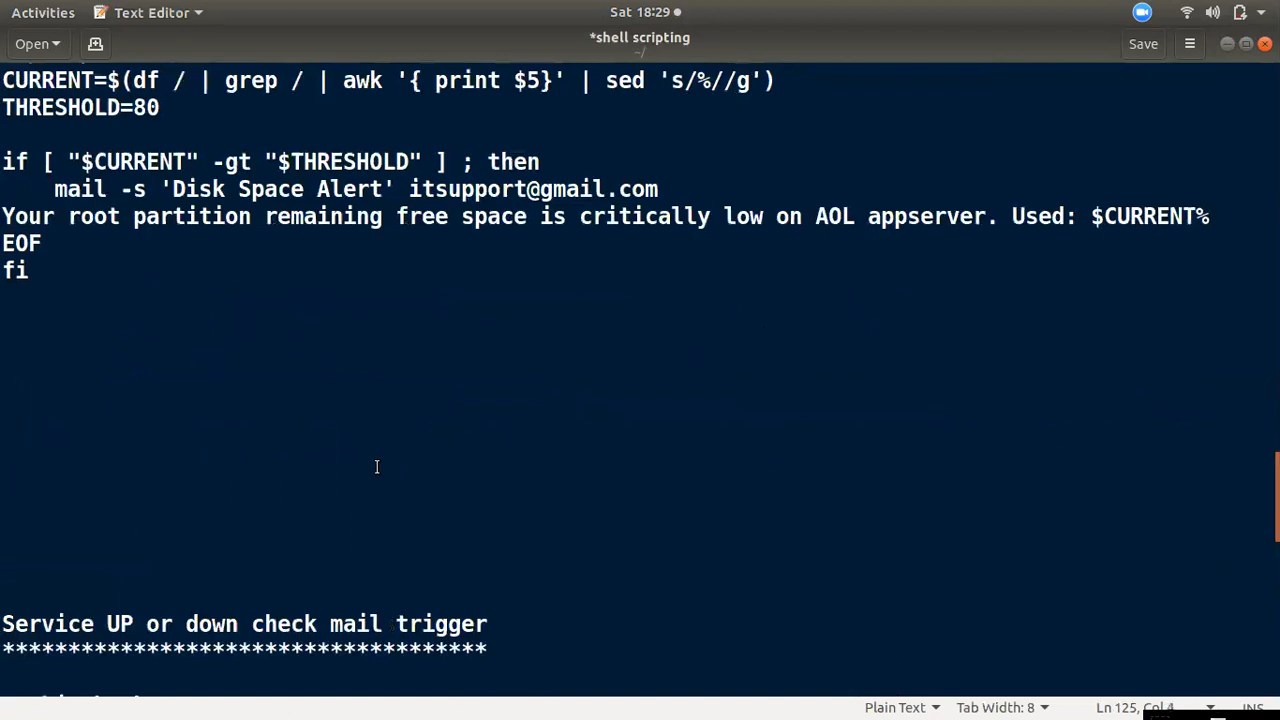 Activities Text Editor Sat 18:29
Open *shell scripting Save
~/
CURRENT=$(df / | grep / | awk '{ print $5}' | sed 's/%//g')
THRESHOLD=80
if [ "$CURRENT" -gt "$THRESHOLD" ] ; then
mail -s 'Disk Space Alert' itsupport@gmail.com
Your root partition remaining free space is critically low on AOL appserver. Used: $CURRENT%
EOF
fi
Service UP or down check mail trigger
*************************************
Plain Text Tab Width: 8 Ln 125, Col 4 INS